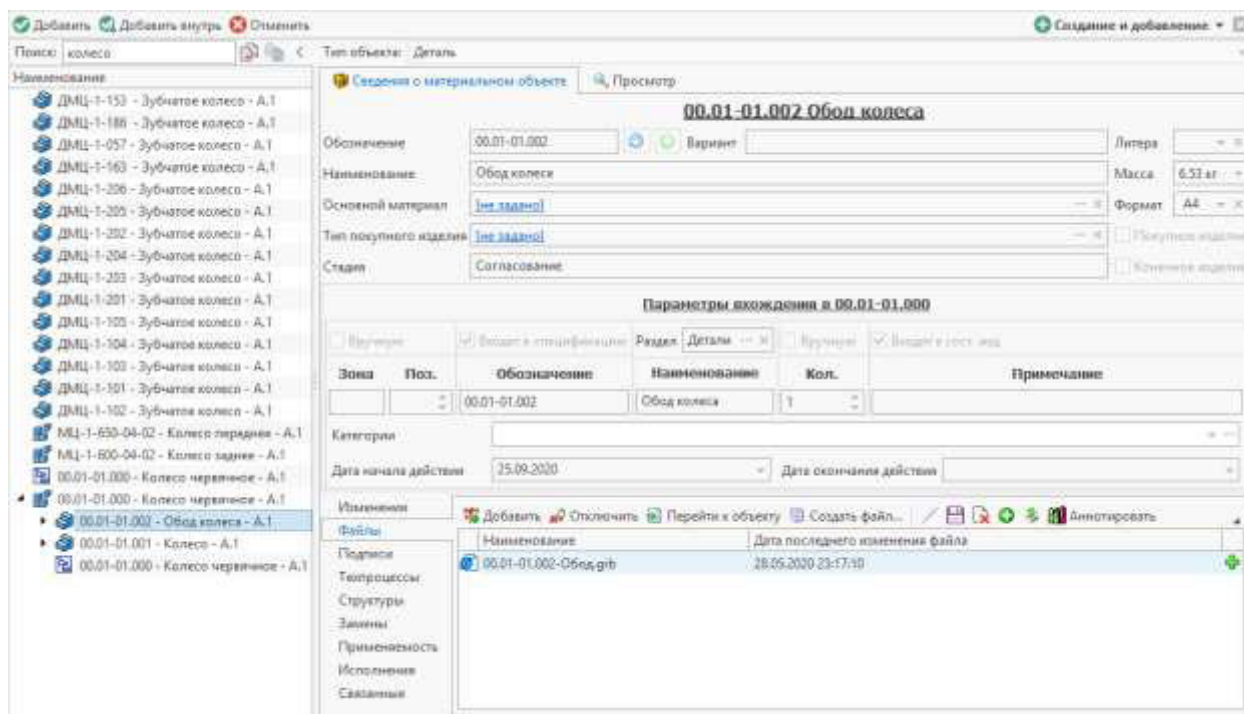 Добавить Добавить внутрь Отменить Создание и добавление
Поиск: колесо Тип объекта: Деталь
Наименование
ДМЦ-1-153 - Зубчатое колесо - А.1
ДМЦ-1-186 - Зубчатое колесо - А.1
ДМЦ-1-057 - Зубчатое колесо - А.1
ДМЦ-1-163 - Зубчатое колесо - А.1
ДМЦ-1-206 - Зубчатое колесо - А.1
ДМЦ-1-205 - Зубчатое колесо - А.1
ДМЦ-1-202 - Зубчатое колесо - А.1
ДМЦ-1-204 - Зубчатое колесо - А.1
ДМЦ-1-203 - Зубчатое колесо - А.1
ДМЦ-1-201 - Зубчатое колесо - А.1
ДМЦ-1-105 - Зубчатое колесо - А.1
ДМЦ-1-104 - Зубчатое колесо - А.1
ДМЦ-1-103 - Зубчатое колесо - А.1
ДМЦ-1-101 - Зубчатое колесо - А.1
ДМЦ-1-102 - Зубчатое колесо - А.1
МЦ-1-650-04-02 - Колесо переднее - А.1
МЦ-1-600-04-02 - Колесо заднее - А.1
00.01-01.000 - Колесо червячное - А.1
00.01-01.000 - Колесо червячное - А.1
00.01-01.002 - Обод колеса - А.1
00.01-01.001 - Колесо - А.1
00.01-01.000 - Колесо червячное - А.1
Сведения о материальном объекте Просмотр
00.01-01.002 Обод колеса
Обозначение 00.01-01.002 Вариант Литера
Наименование Обод колеса Масса 6.53 кг
Основной материал [не задано] Формат А4
Тип покупного изделия [не задано] Покупное изделие
Стадия Согласование Конечное изделие
Параметры вхождения в 00.01-01.000
Вручную Входит в спецификацию Раздел Детали Вручную Входит в сост. изд.
Зона Поз. Обозначение Наименование Кол. Примечание
00.01-01.002 Обод колеса 1
Категории
Дата начала действия 25.09.2020 Дата окончания действия
Изменения
Файлы
Подписи
Техпроцессы
Структуры
Замены
Применяемость
Исполнения
Связанные
Добавить Отключить Перейти к объекту Создать файл... Аннотировать
Наименование Дата последнего изменения файла
00.01-01.002-Обод.grb 28.05.2020 23:17:10